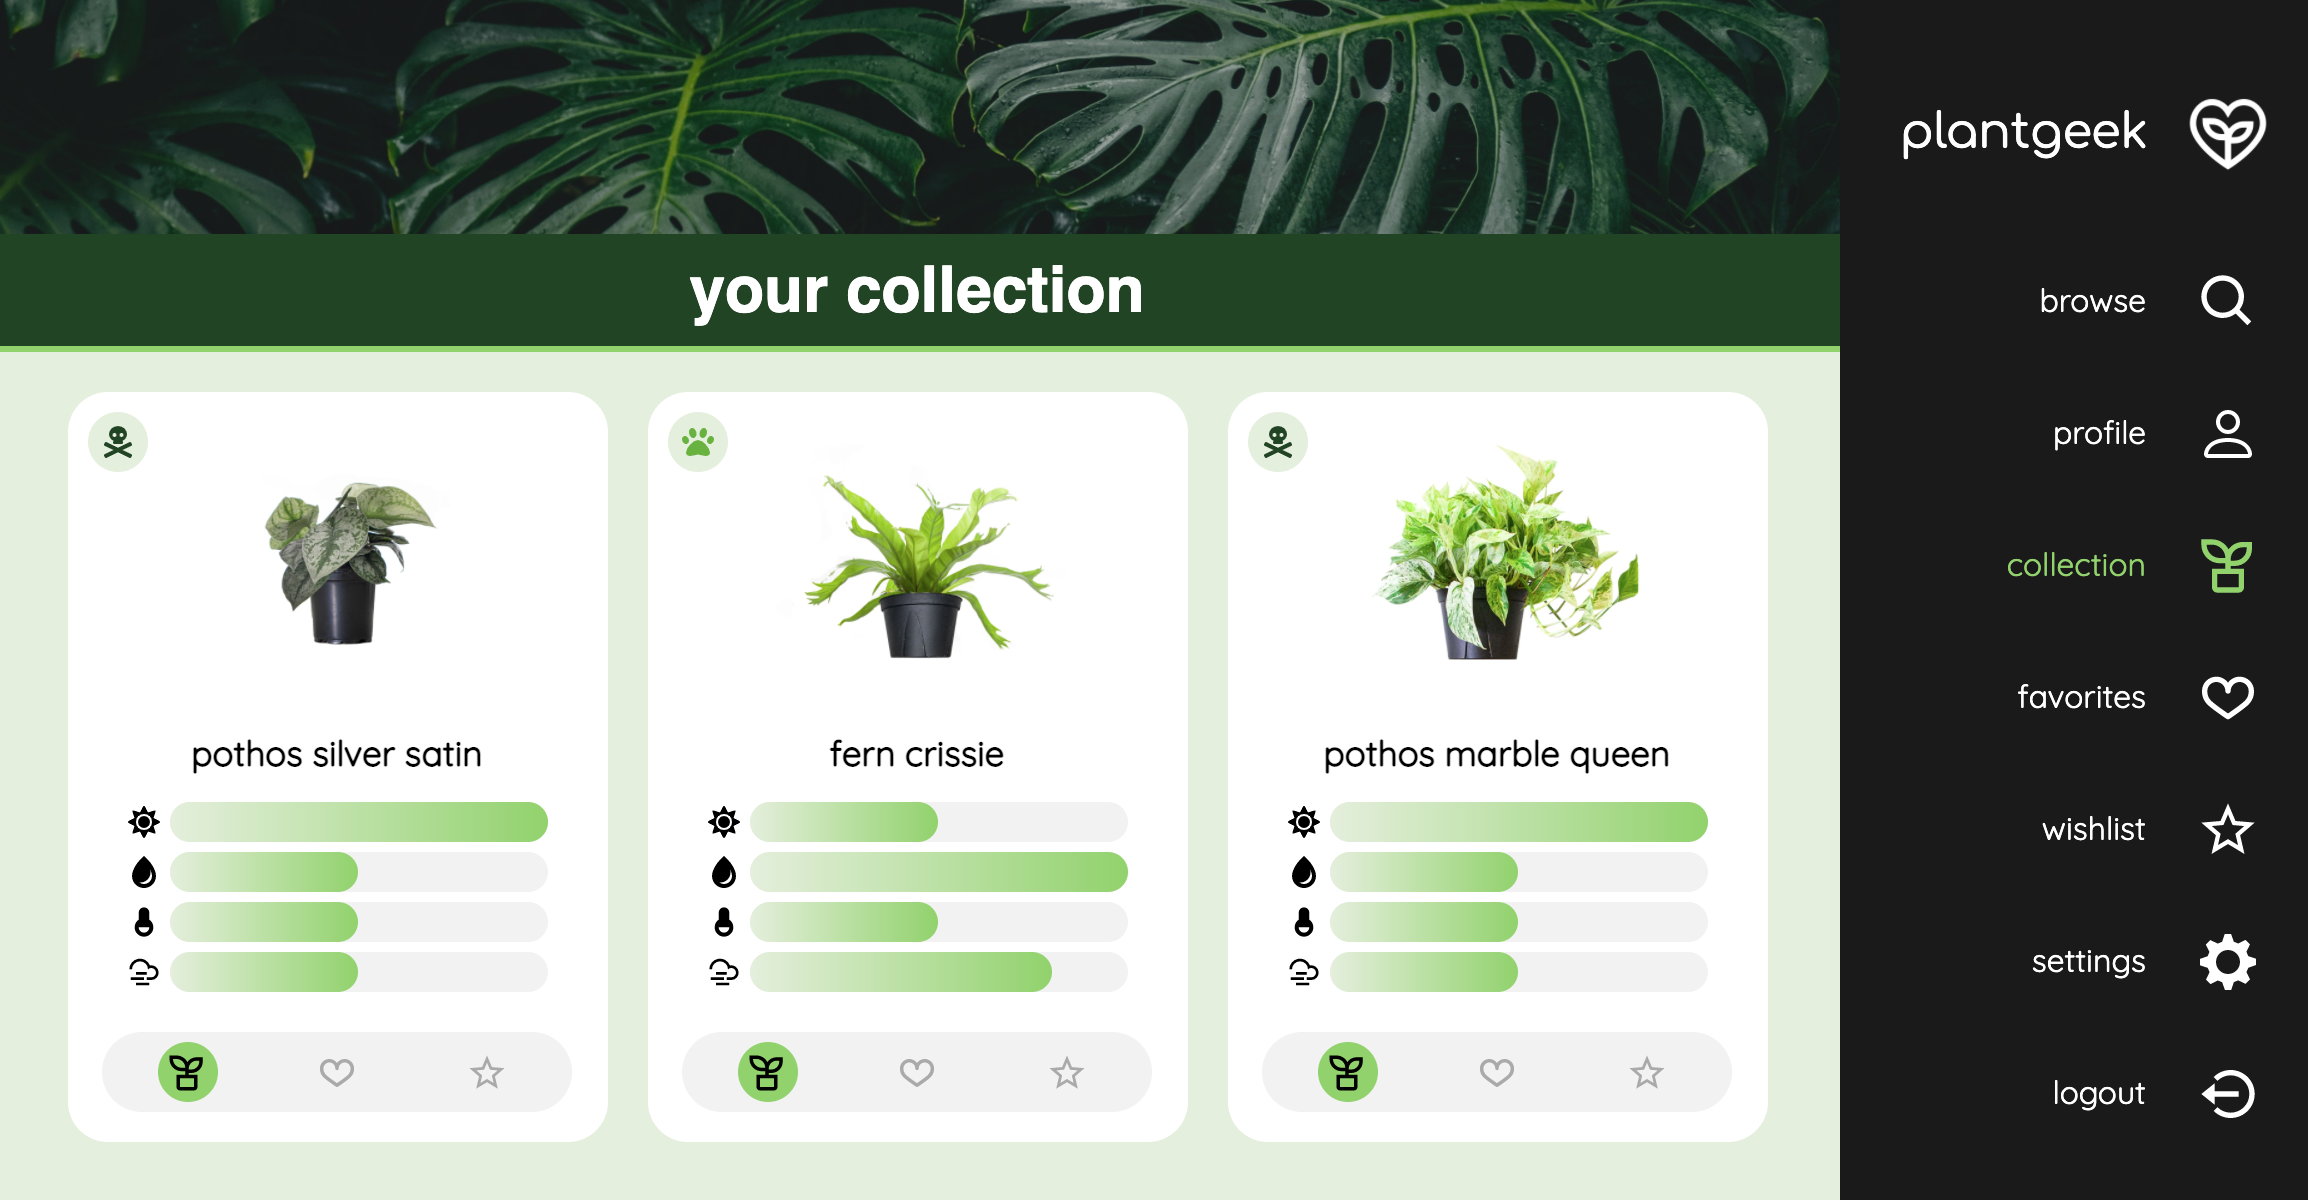 your collection
pothos silver satin
fern crissie
pothos marble queen
plantgeek
browse
profile
collection
favorites
wishlist
settings
logout